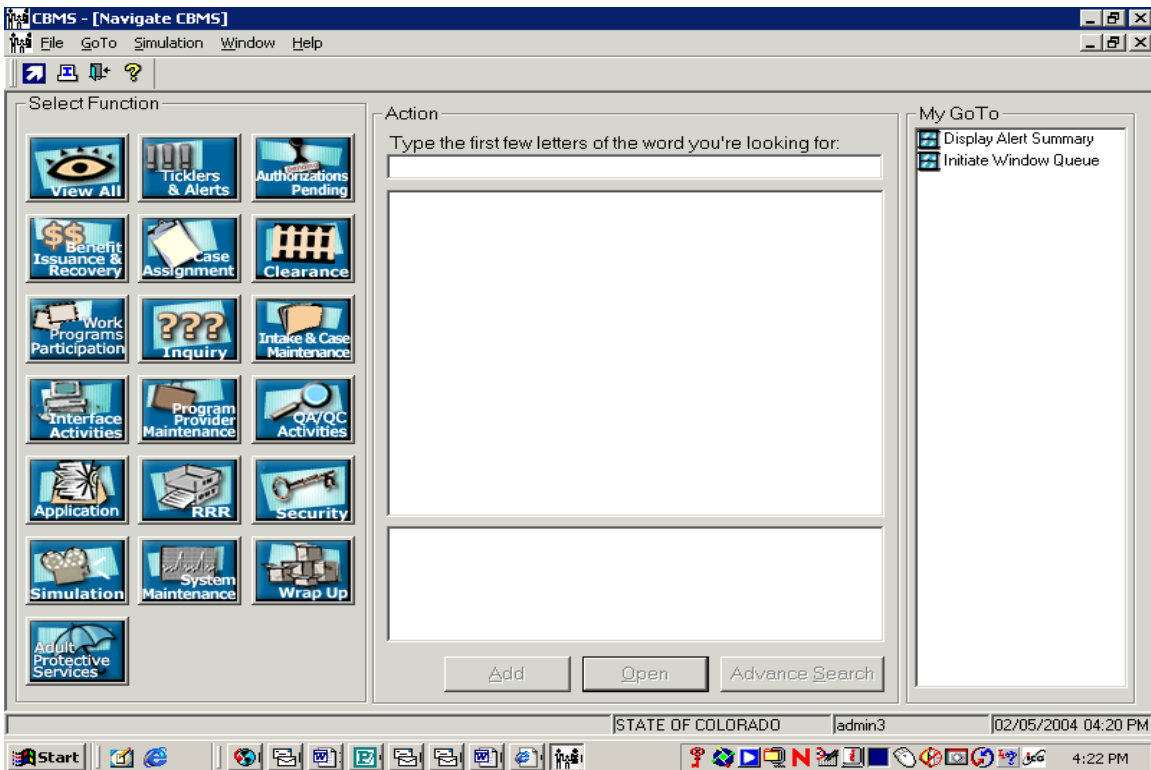 CBMS - [Navigate CBMS]
File GoTo Simulation Window Help
Select Function
View All
Ticklers
& Alerts
Authorizations
Pending
Benefit
Issuance &
Recovery
Case
Assignment
Clearance
Work
Programs
Participation
Inquiry
Intake & Case
Maintenance
Interface
Activities
Program
Provider
Maintenance
QA/QC
Activities
Application
RRR
Security
Simulation
System
Maintenance
Wrap Up
Adult
Protective
Services
Action
Type the first few letters of the word you're looking for:
Add Open Advance Search
My GoTo
Display Alert Summary
Initiate Window Queue
STATE OF COLORADO admin3 02/05/2004 04:20 PM
Start 4:22 PM